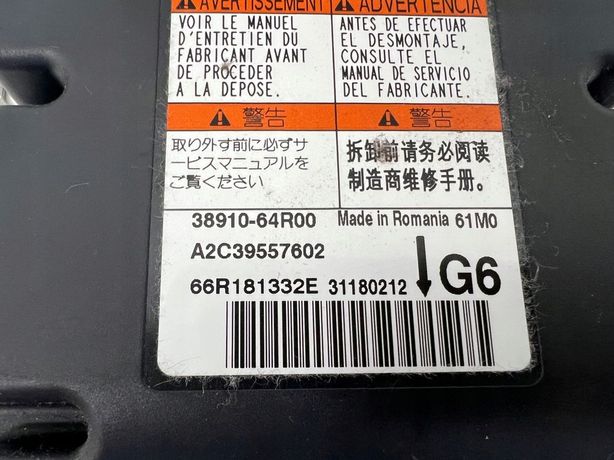 AVERTISSEMENT
VOIR LE MANUEL
D'ENTRETIEN DU
FABRICANT AVANT
DE PROCEDER
A LA DEPOSE.
ADVERTENCIA
ANTES DE EFECTUAR
EL DESMONTAJE,
CONSULTE EL
MANUAL DE SERVICIO
DEL FABRICANTE.
警告
取り外す前に必ずサ
ービスマニュアルを
ご覧ください
警告
拆卸前请务必阅读
制造商维修手册。
38910-64R00 Made in Romania 61M0
A2C39557602
66R181332E 31180212
G6